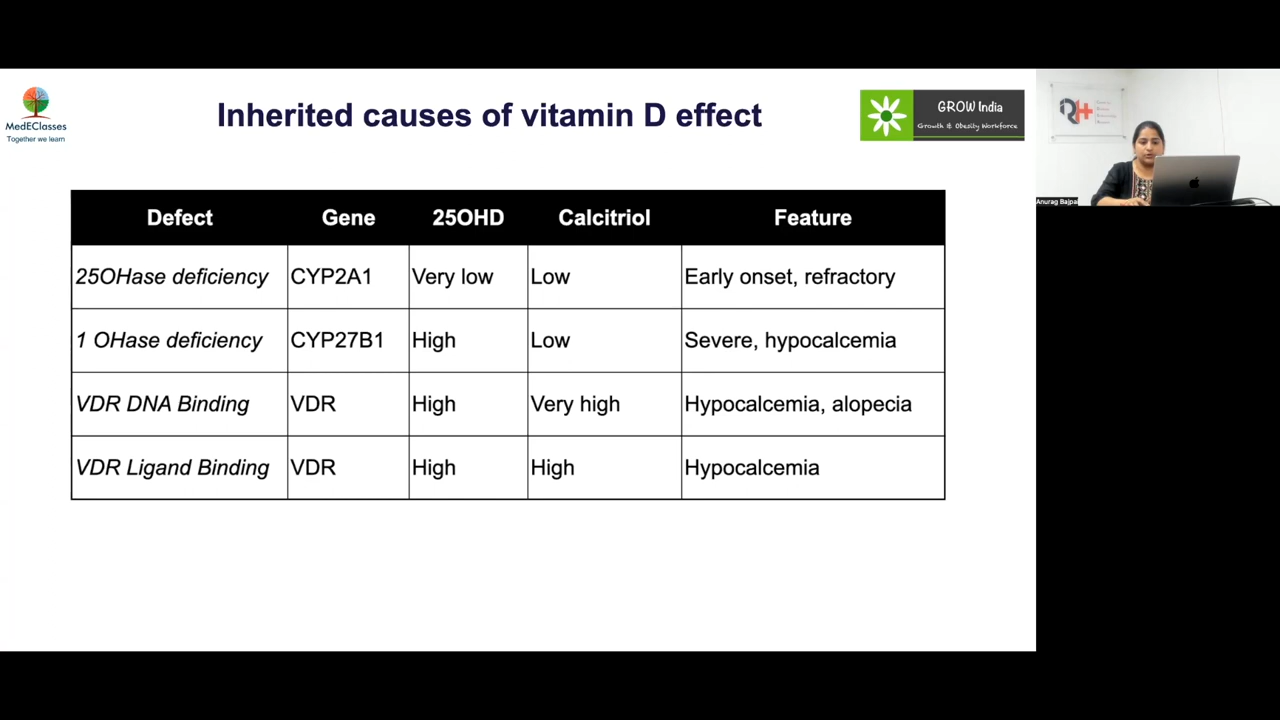 MedEClasses
Together we learn
Inherited causes of vitamin D effect
GROW India
Growth & Obesity Workforce
Defect Gene 25OHD Calcitriol Feature
25OHase deficiency CYP2A1 Very low Low Early onset, refractory
1 OHase deficiency CYP27B1 High Low Severe, hypocalcemia
VDR DNA Binding VDR High Very high Hypocalcemia, alopecia
VDR Ligand Binding VDR High High Hypocalcemia
Anurag Bajpai